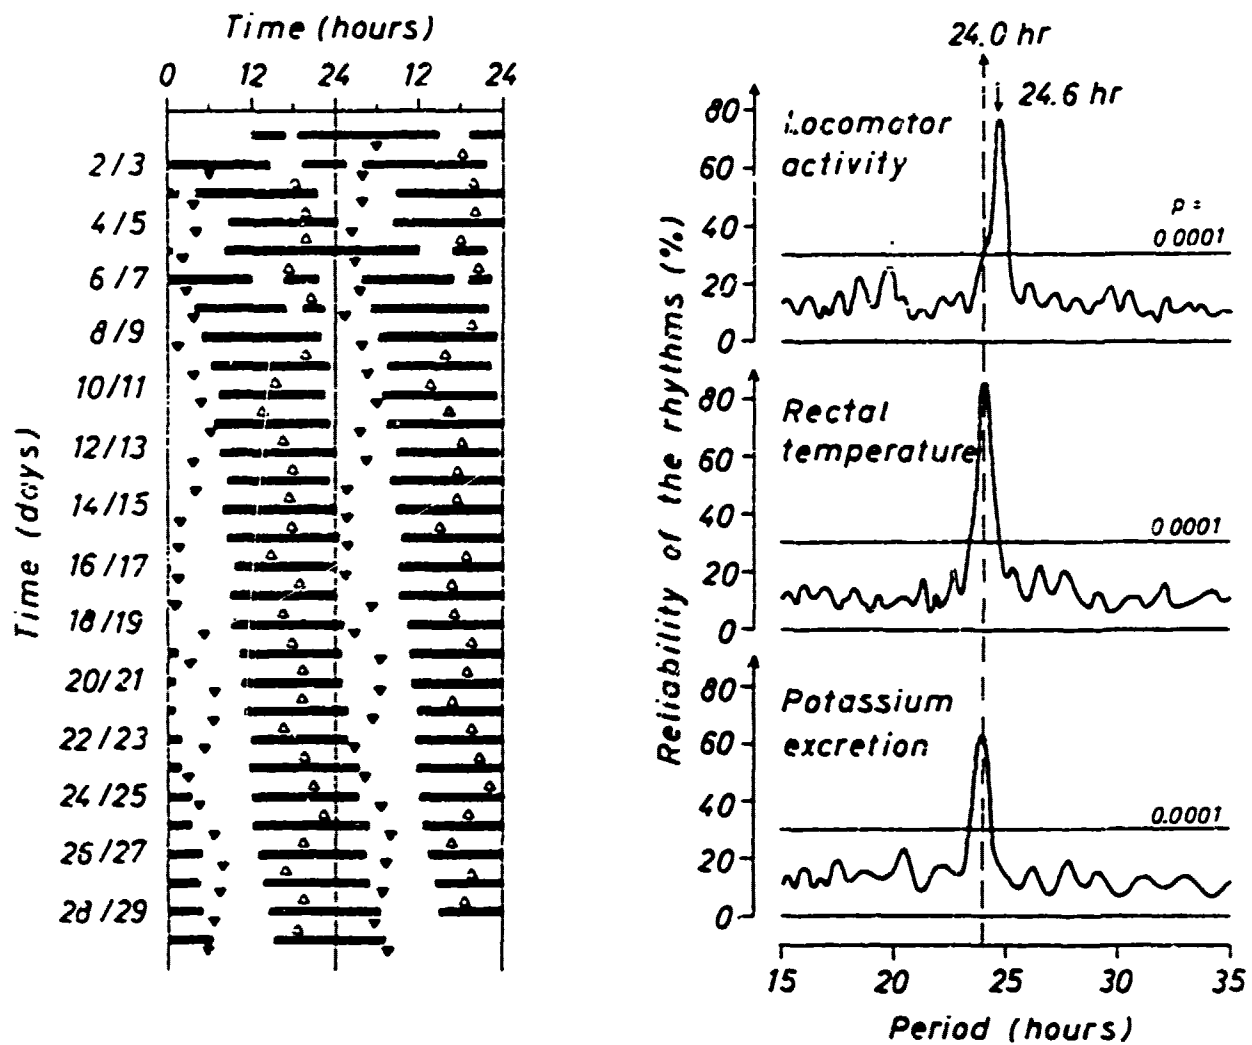 Time (hours)
0 12 24 12 24
Time (days)
2/3
4/5
6/7
8/9
10/11
12/13
14/15
16/17
18/19
20/21
22/23
24/25
26/27
28/29
24.0 hr
24.6 hr
Reliability of the rhythms (%)
Locomotor
activity
80
60
40
20
0
p =
0.0001
Rectal
temperature
80
60
40
20
0
0.0001
Potassium
excretion
80
60
40
20
0
0.0001
15 20 25 30 35
Period (hours)